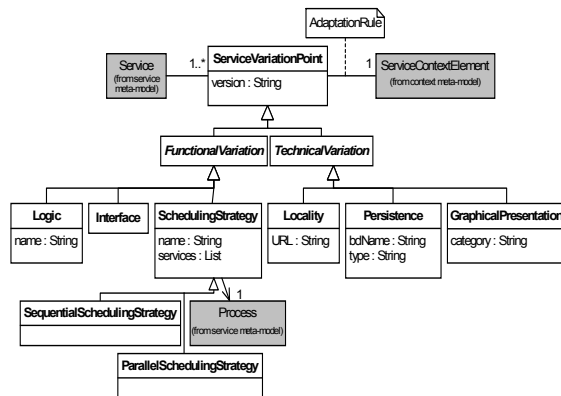 AdaptationRule
Service
(from service
meta-model)
1..*
ServiceVariationPoint
version : String
1
ServiceContextElement
(from context meta-model)
FunctionalVariation
TechnicalVariation
Logic
name : String
Interface
SchedulingStrategy
name : String
services : List
Locality
URL : String
Persistence
bdName : String
type : String
GraphicalPresentation
category : String
SequentialSchedulingStrategy
1
Process
(from service meta-model)
ParallelSchedulingStrategy